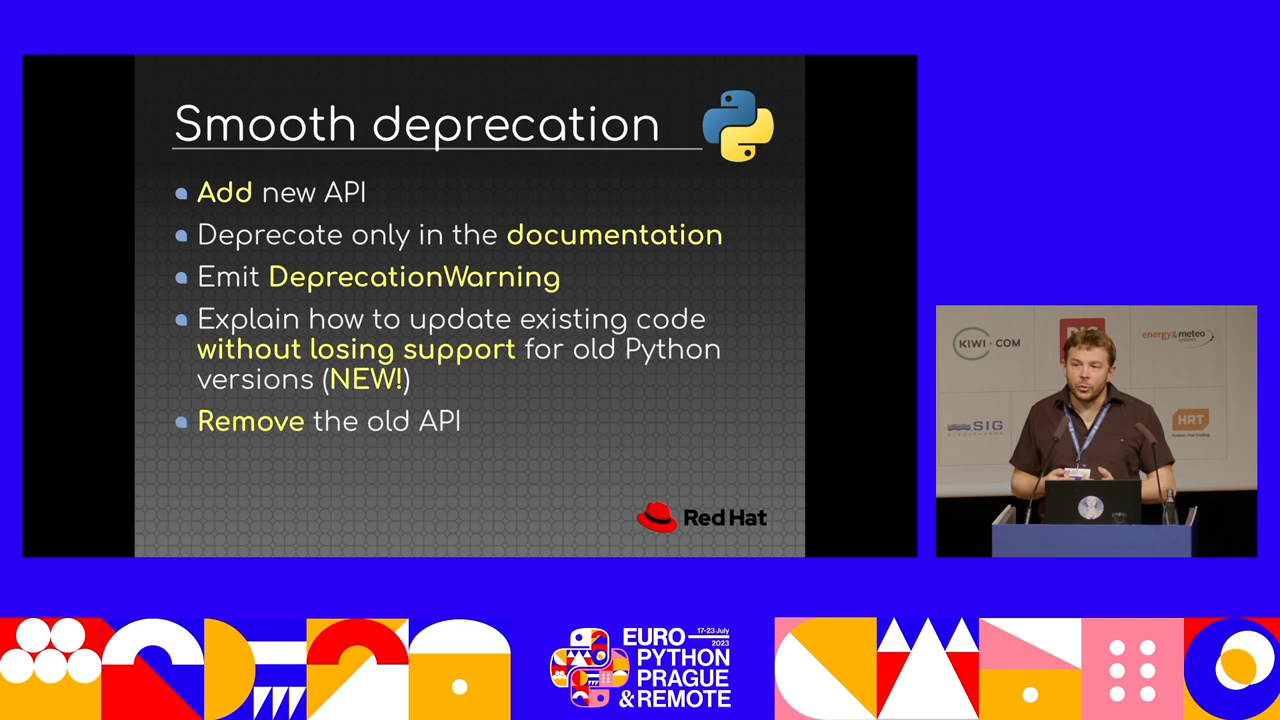 Smooth deprecation
Add new API
Deprecate only in the documentation
Emit DeprecationWarning
Explain how to update existing code
without losing support for old Python
versions (NEW!)
Remove the old API
Red Hat
KIWI·COM
energy&meteo
systems
SIG
HRT
EURO
17-23 July
2023
PYTHON
PRAGUE
&REMOTE